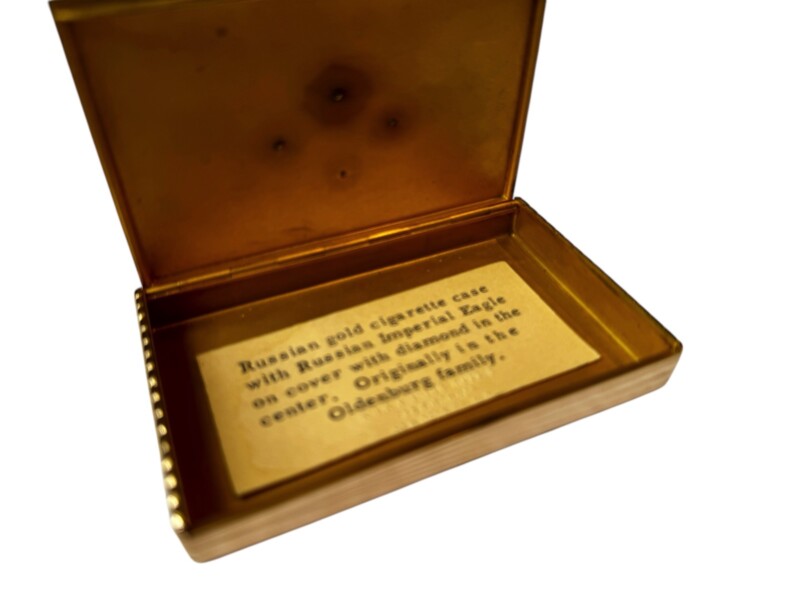 Russian gold cigarette case
with Russian Imperial Eagle
on cover with diamond in the
center. Originally in the
Oldenburg family.